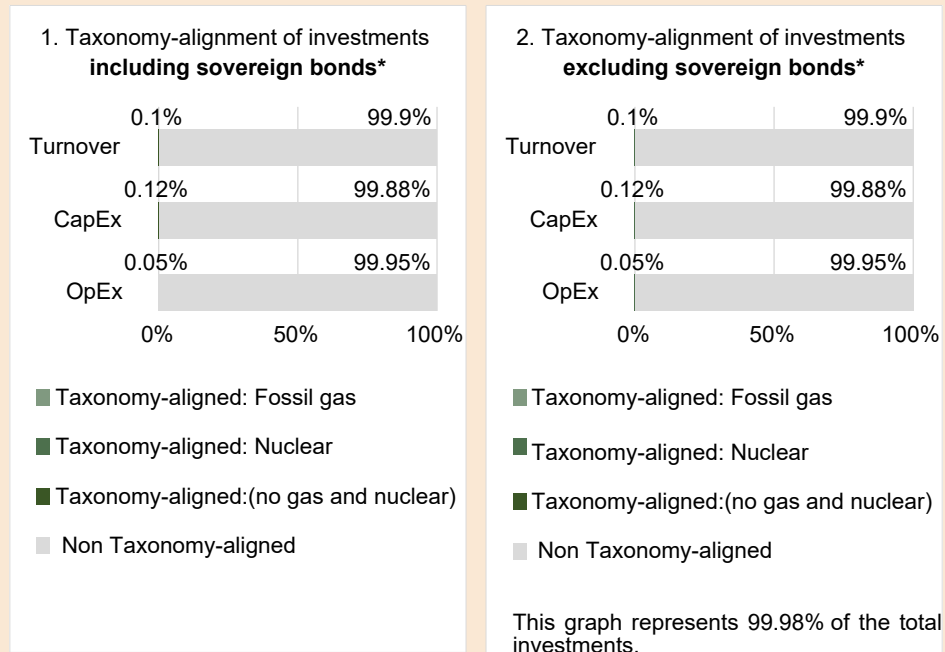 1. Taxonomy-alignment of investments
including sovereign bonds*
0.1% 99.9%
Turnover
0.12% 99.88%
CapEx
0.05% 99.95%
OpEx
0% 50% 100%
Taxonomy-aligned: Fossil gas
Taxonomy-aligned: Nuclear
Taxonomy-aligned:(no gas and nuclear)
Non Taxonomy-aligned
2. Taxonomy-alignment of investments
excluding sovereign bonds*
0.1% 99.9%
Turnover
0.12% 99.88%
CapEx
0.05% 99.95%
OpEx
0% 50% 100%
Taxonomy-aligned: Fossil gas
Taxonomy-aligned: Nuclear
Taxonomy-aligned:(no gas and nuclear)
Non Taxonomy-aligned
This graph represents 99.98% of the total
investments.